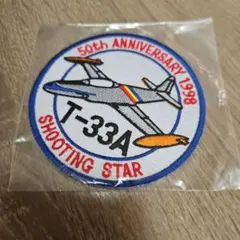 50th ANNIVERSARY 1998
T-33A
SHOOTING STAR